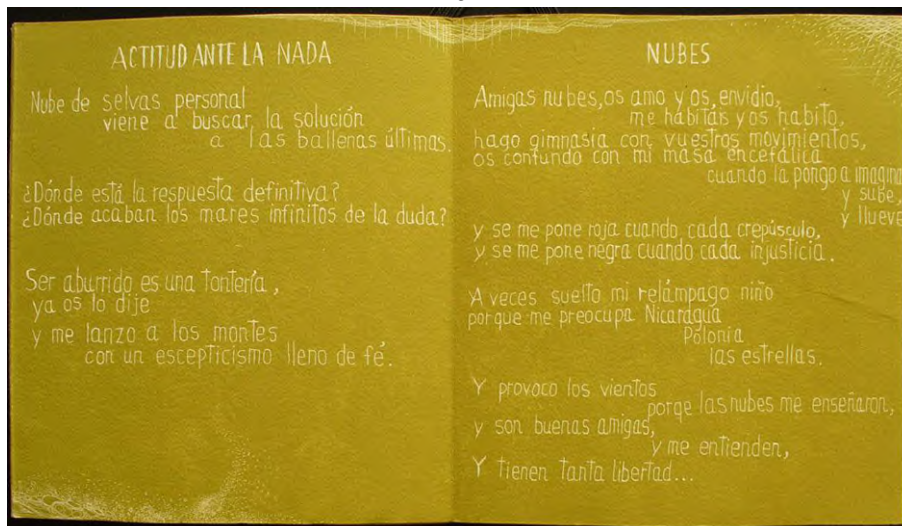 ACTITUD ANTE LA NADA
Nube de selvas personal
viene a buscar la solución
a las ballenas últimas.
¿Dónde está la respuesta definitiva?
¿Dónde acaban los mares infinitos de la duda?
Ser aburrido es una tontería,
ya os lo dije
y me lanzo a los montes
con un escepticismo lleno de fé.
NUBES
Amigas nubes, os amo y os envidio,
me habitáis y os habito,
hago gimnasia con vuestros movimientos,
os confundo con mi masa encefálica
cuando la pongo a imagina
y sube,
y llueve
y se me pone roja cuando cada crepúsculo,
y se me pone negra cuando cada injusticia.
A veces suelto mi relámpago niño
porque me preocupa Nicaragua
Polonia
las estrellas.
Y provoco los vientos
porqe las nubes me enseñaron,
y son buenas amigas,
y me entienden,
Y tienen tanta libertad...